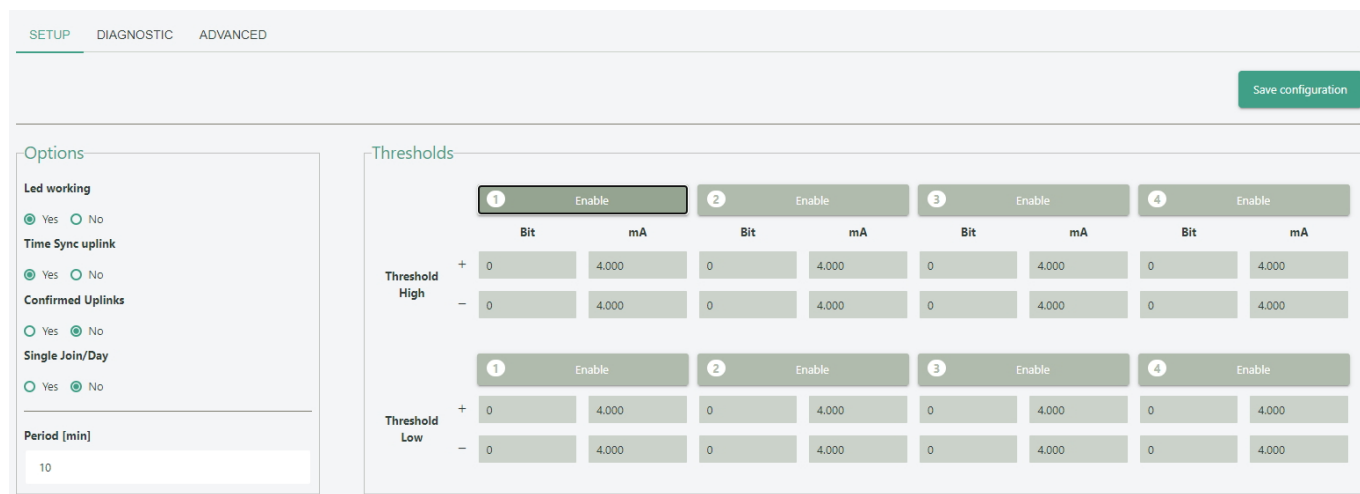 SETUP DIAGNOSTIC ADVANCED
Save configuration
Options
Led working
Yes No
Time Sync uplink
Yes No
Confirmed Uplinks
Yes No
Single Join/Day
Yes No
Period [min]
10
Thresholds
1 Enable 2 Enable 3 Enable 4 Enable
Bit mA Bit mA Bit mA Bit mA
Threshold High
+ 0 4.000 0 4.000 0 4.000 0 4.000
− 0 4.000 0 4.000 0 4.000 0 4.000
1 Enable 2 Enable 3 Enable 4 Enable
Threshold Low
+ 0 4.000 0 4.000 0 4.000 0 4.000
− 0 4.000 0 4.000 0 4.000 0 4.000